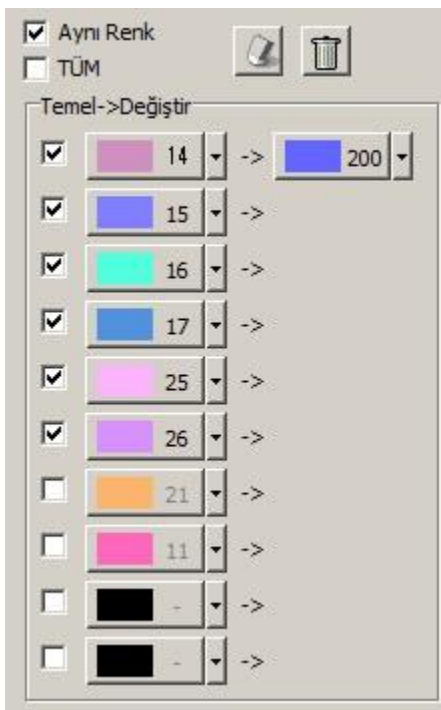 Aynı Renk
TÜM
Temel->Değiştir
14 -> 200
15 ->
16 ->
17 ->
25 ->
26 ->
21 ->
11 ->
- ->
- ->